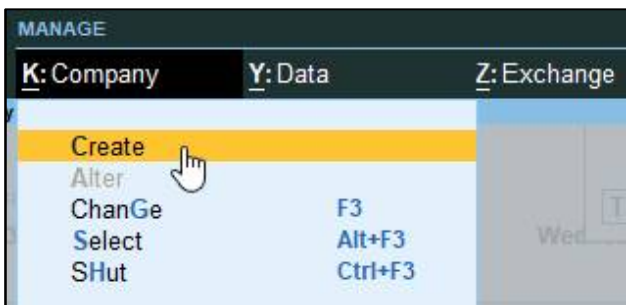 MANAGE
K: Company Y: Data Z: Exchange
Create
Alter
ChanGe F3
Select Alt+F3
SHut Ctrl+F3